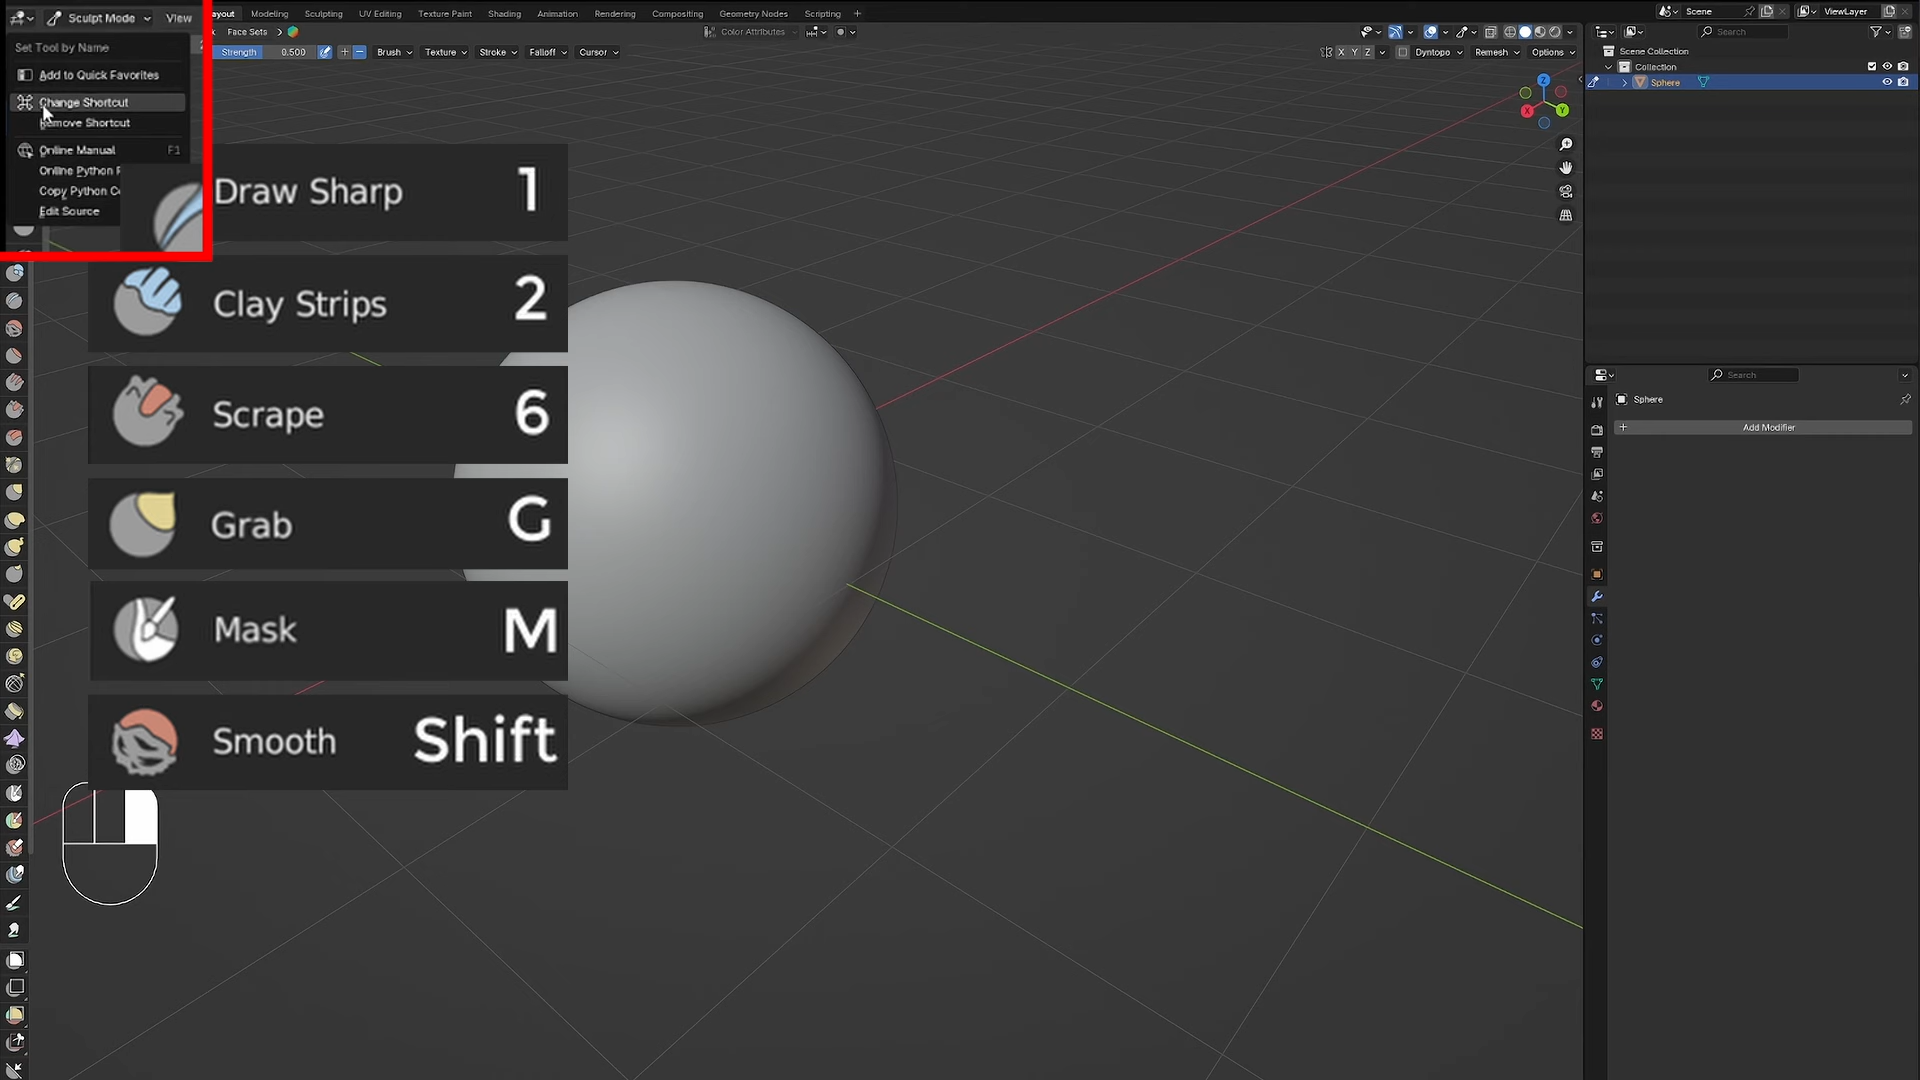 Sculpt Mode View
Set Tool by Name
Add to Quick Favorites
Change Shortcut
Remove Shortcut
Online Manual F1
Online Python
Copy Python
Edit Source
Modeling Sculpting UV Editing Texture Paint Shading Animation Rendering Compositing Geometry Nodes Scripting +
Scene ViewLayer
Face Sets
Color Attributes
Search
Strength 0.500
Brush Texture Stroke Falloff Cursor
X Y Z Dyntopo Remesh Options
Scene Collection
Collection
Sphere
Z
X
Y
Draw Sharp 1
Clay Strips 2
Scrape 6
Grab G
Mask M
Smooth Shift
Search
Sphere
+ Add Modifier